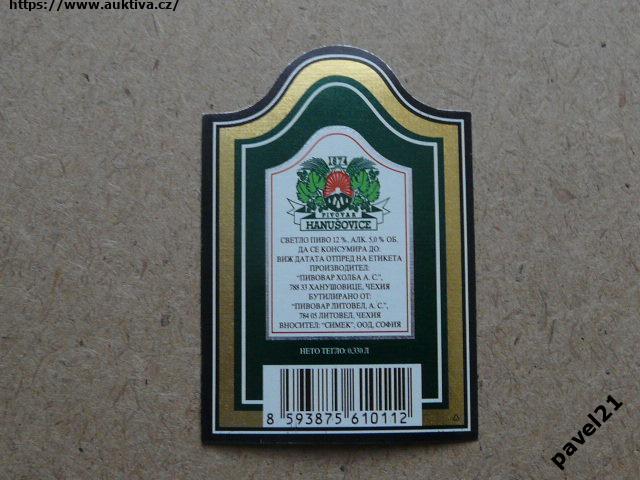 https://www.auktiva.cz/
1874
PIVOVAR
HANUŠOVICE
СВЕТЛО ПИВО 12 %, АЛК. 5,0 % ОБ.
ДА СЕ КОНСУМИРА ДО:
ВИЖ ДАТАТА ОТПРЕД НА ЕТИКЕТА
ПРОИЗВОДИТЕЛ:
"ПИВОВАР ХОЛБА А. С.",
788 33 ХАНУШОВИЦЕ, ЧЕХИЯ
БУТИЛИРАНО ОТ:
"ПИВОВАР ЛИТОВЕЛ, А. С.",
784 05 ЛИТОВЕЛ, ЧЕХИЯ
ВНОСИТЕЛ: "СИМЕК", ООД, СОФИЯ
НЕТО ТЕГЛО: 0,330 Л
8 593875 610112
pavel21